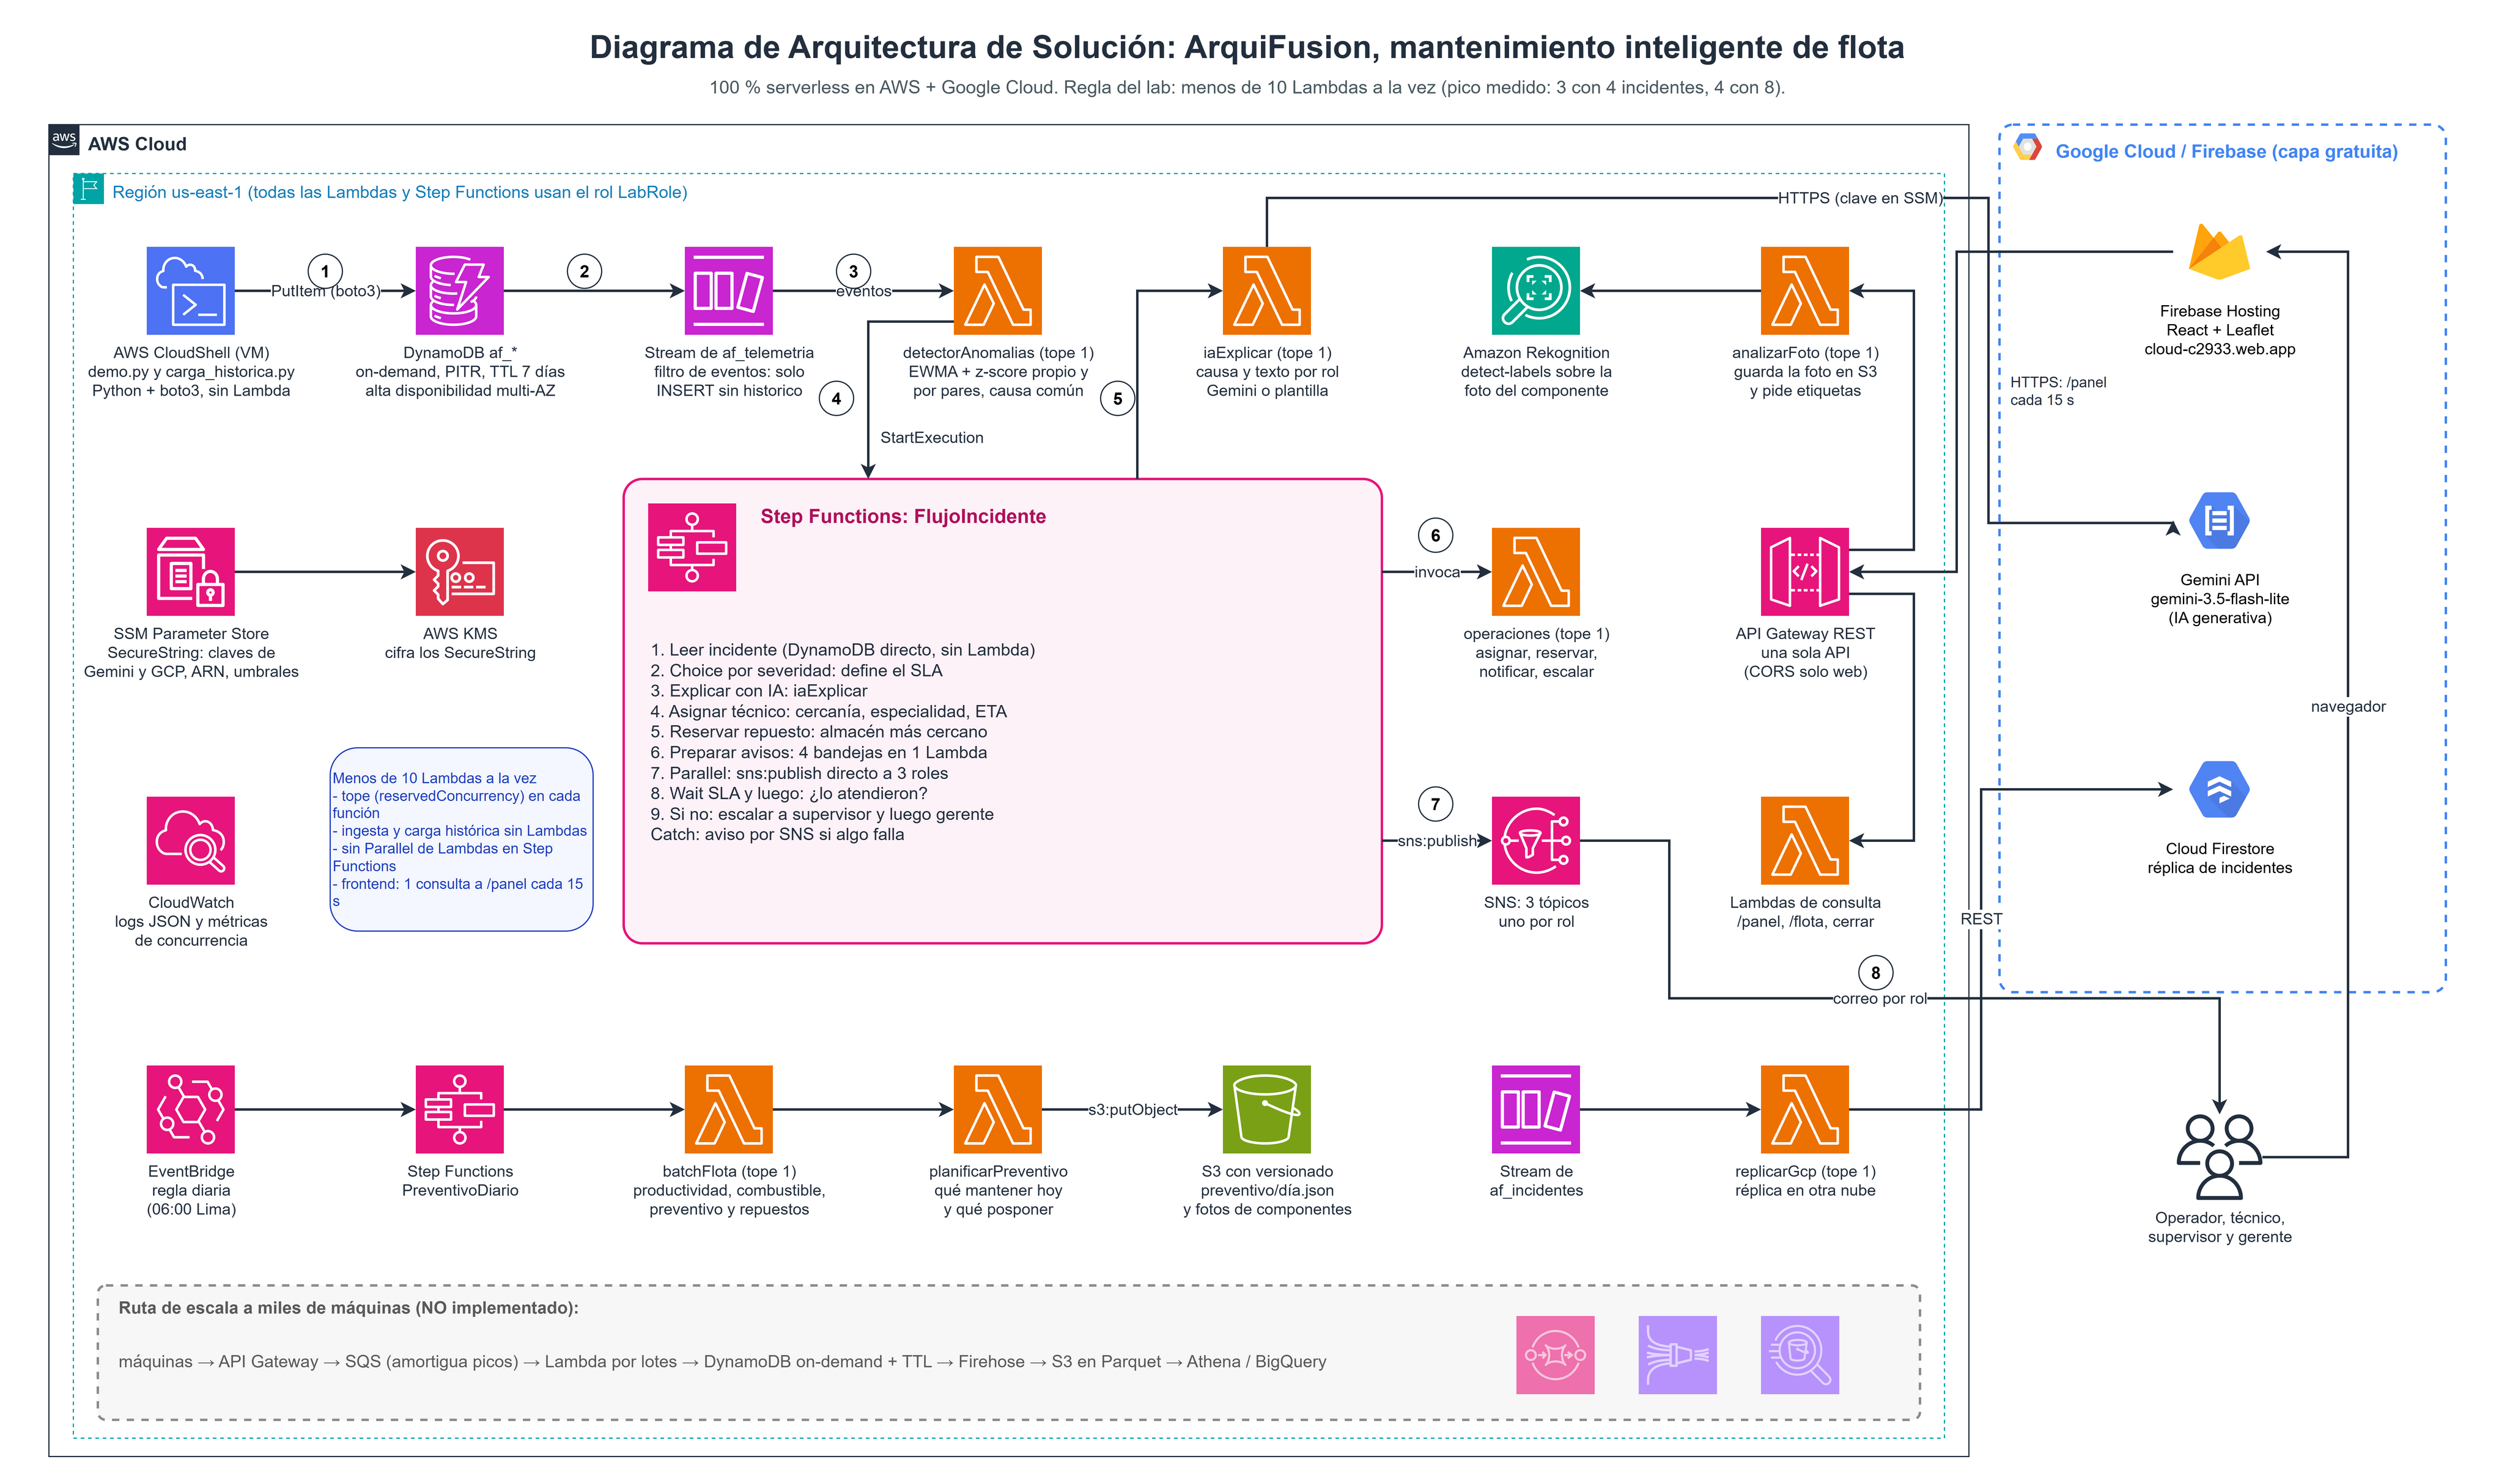 Diagrama de Arquitectura de Solución: ArquiFusion, mantenimiento inteligente de flota
100 % serverless en AWS + Google Cloud. Regla del lab: menos de 10 Lambdas a la vez (pico medido: 3 con 4 incidentes, 4 con 8).
aws
AWS Cloud
Google Cloud / Firebase (capa gratuita)
Región us-east-1 (todas las Lambdas y Step Functions usan el rol LabRole)
HTTPS (clave en SSM)
1
PutItem (boto3)
2
3
eventos
AWS CloudShell (VM)
demo.py y carga_historica.py
Python + boto3, sin Lambda
DynamoDB af_*
on-demand, PITR, TTL 7 días
alta disponibilidad multi-AZ
Stream de af_telemetria
filtro de eventos: solo
INSERT sin historico
detectorAnomalias (tope 1)
EWMA + z-score propio y
por pares, causa común
iaExplicar (tope 1)
causa y texto por rol
Gemini o plantilla
Amazon Rekognition
detect-labels sobre la
foto del componente
analizarFoto (tope 1)
guarda la foto en S3
y pide etiquetas
Firebase Hosting
React + Leaflet
cloud-c2933.web.app
HTTPS: /panel
cada 15 s
4
StartExecution
5
SSM Parameter Store
SecureString: claves de
Gemini y GCP, ARN, umbrales
AWS KMS
cifra los SecureString
Step Functions: FlujoIncidente
1. Leer incidente (DynamoDB directo, sin Lambda)
2. Choice por severidad: define el SLA
3. Explicar con IA: iaExplicar
4. Asignar técnico: cercanía, especialidad, ETA
5. Reservar repuesto: almacén más cercano
6. Preparar avisos: 4 bandejas en 1 Lambda
7. Parallel: sns:publish directo a 3 roles
8. Wait SLA y luego: ¿lo atendieron?
9. Si no: escalar a supervisor y luego gerente
Catch: aviso por SNS si algo falla
6
invoca
operaciones (tope 1)
asignar, reservar,
notificar, escalar
API Gateway REST
una sola API
(CORS solo web)
Gemini API
gemini-3.5-flash-lite
(IA generativa)
navegador
CloudWatch
logs JSON y métricas
de concurrencia
Menos de 10 Lambdas a la vez
- tope (reservedConcurrency) en cada
función
- ingesta y carga histórica sin Lambdas
- sin Parallel de Lambdas en Step
Functions
- frontend: 1 consulta a /panel cada 15
s
7
sns:publish
SNS: 3 tópicos
uno por rol
Lambdas de consulta
/panel, /flota, cerrar
Cloud Firestore
réplica de incidentes
REST
8
correo por rol
EventBridge
regla diaria
(06:00 Lima)
Step Functions
PreventivoDiario
batchFlota (tope 1)
productividad, combustible,
preventivo y repuestos
planificarPreventivo
qué mantener hoy
y qué posponer
s3:putObject
S3 con versionado
preventivo/día.json
y fotos de componentes
Stream de
af_incidentes
replicarGcp (tope 1)
réplica en otra nube
Operador, técnico,
supervisor y gerente
Ruta de escala a miles de máquinas (NO implementado):
máquinas → API Gateway → SQS (amortigua picos) → Lambda por lotes → DynamoDB on-demand + TTL → Firehose → S3 en Parquet → Athena / BigQuery